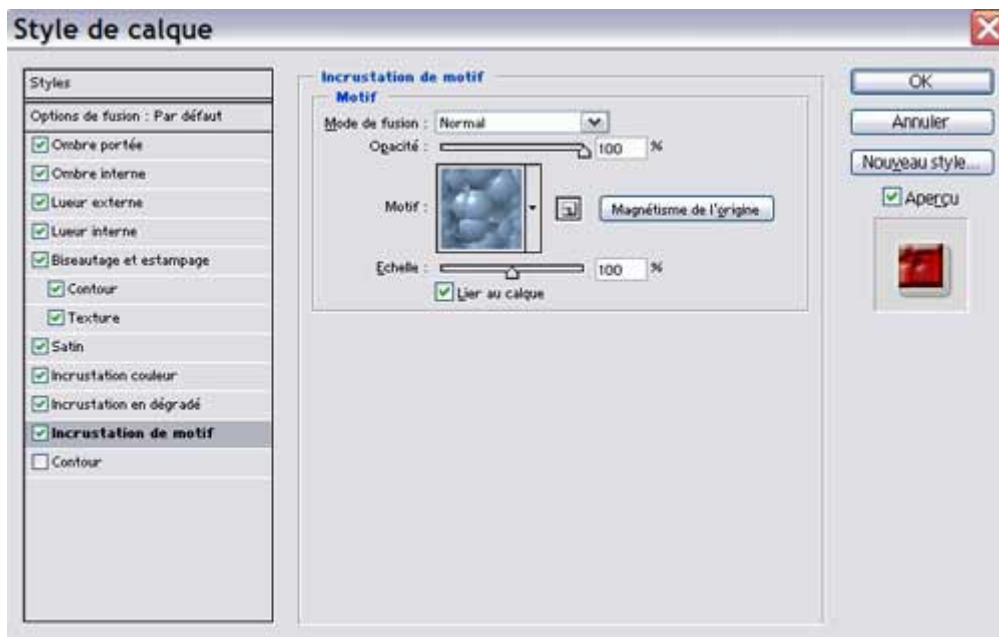 Style de calque
Styles
Options de fusion : Par défaut
Ombre portée
Ombre interne
Lueur externe
Lueur interne
Biseautage et estampage
Contour
Texture
Satin
Incrustation couleur
Incrustation en dégradé
Incrustation de motif
Contour
Incrustation de motif
Motif
Mode de fusion : Normal
Opacité : 100 %
Motif :
Magnétisme de l'origine
Echelle : 100 %
Lier au calque
OK
Annuler
Nouveau style...
Aperçu